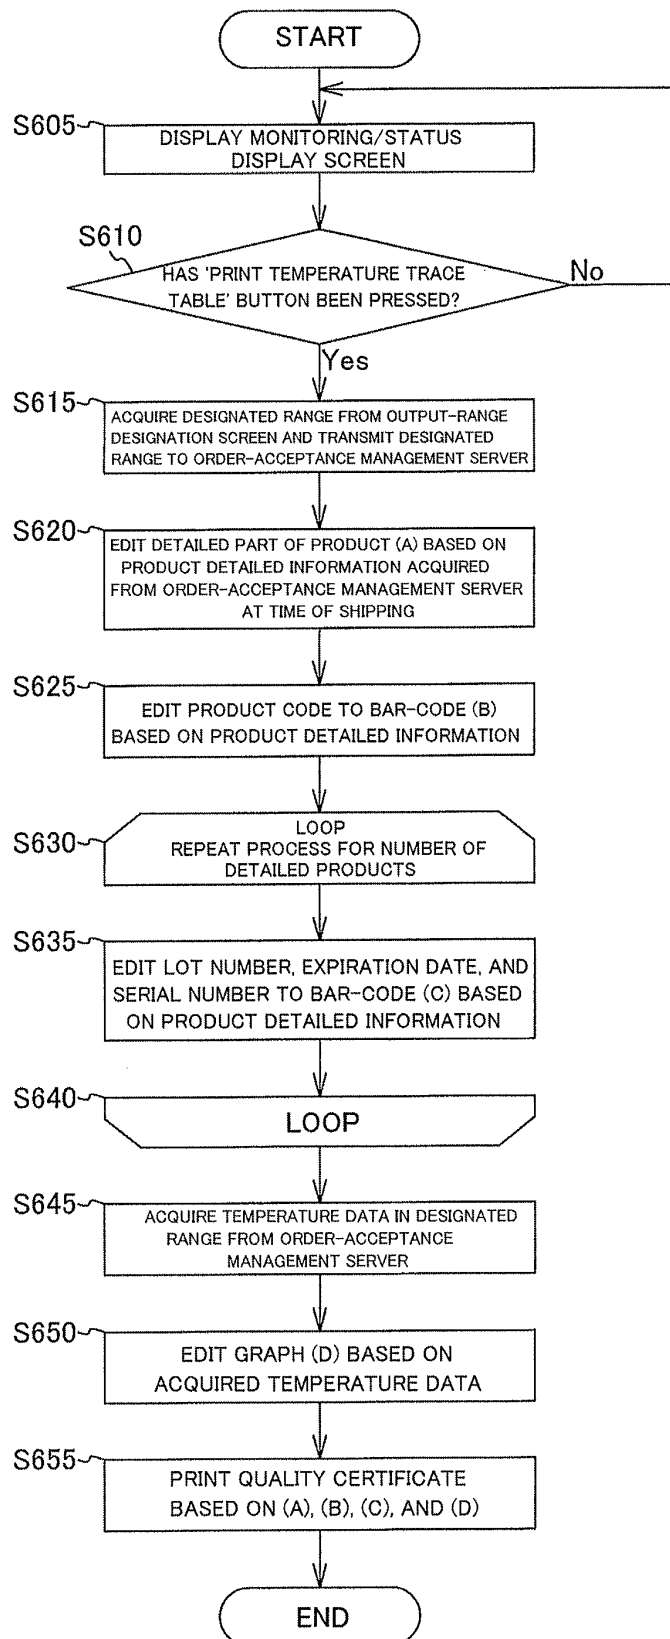 START
S605
DISPLAY MONITORING/STATUS
DISPLAY SCREEN
S610
HAS 'PRINT TEMPERATURE TRACE
TABLE' BUTTON BEEN PRESSED?
No
Yes
S615
ACQUIRE DESIGNATED RANGE FROM OUTPUT-RANGE
DESIGNATION SCREEN AND TRANSMIT DESIGNATED
RANGE TO ORDER-ACCEPTANCE MANAGEMENT SERVER
S620
EDIT DETAILED PART OF PRODUCT (A) BASED ON
PRODUCT DETAILED INFORMATION ACQUIRED
FROM ORDER-ACCEPTANCE MANAGEMENT SERVER
AT TIME OF SHIPPING
S625
EDIT PRODUCT CODE TO BAR-CODE (B)
BASED ON PRODUCT DETAILED INFORMATION
S630
LOOP
REPEAT PROCESS FOR NUMBER OF
DETAILED PRODUCTS
S635
EDIT LOT NUMBER, EXPIRATION DATE, AND
SERIAL NUMBER TO BAR-CODE (C) BASED
ON PRODUCT DETAILED INFORMATION
S640
LOOP
S645
ACQUIRE TEMPERATURE DATA IN DESIGNATED
RANGE FROM ORDER-ACCEPTANCE
MANAGEMENT SERVER
S650
EDIT GRAPH (D) BASED ON
ACQUIRED TEMPERATURE DATA
S655
PRINT QUALITY CERTIFICATE
BASED ON (A), (B), (C), AND (D)
END